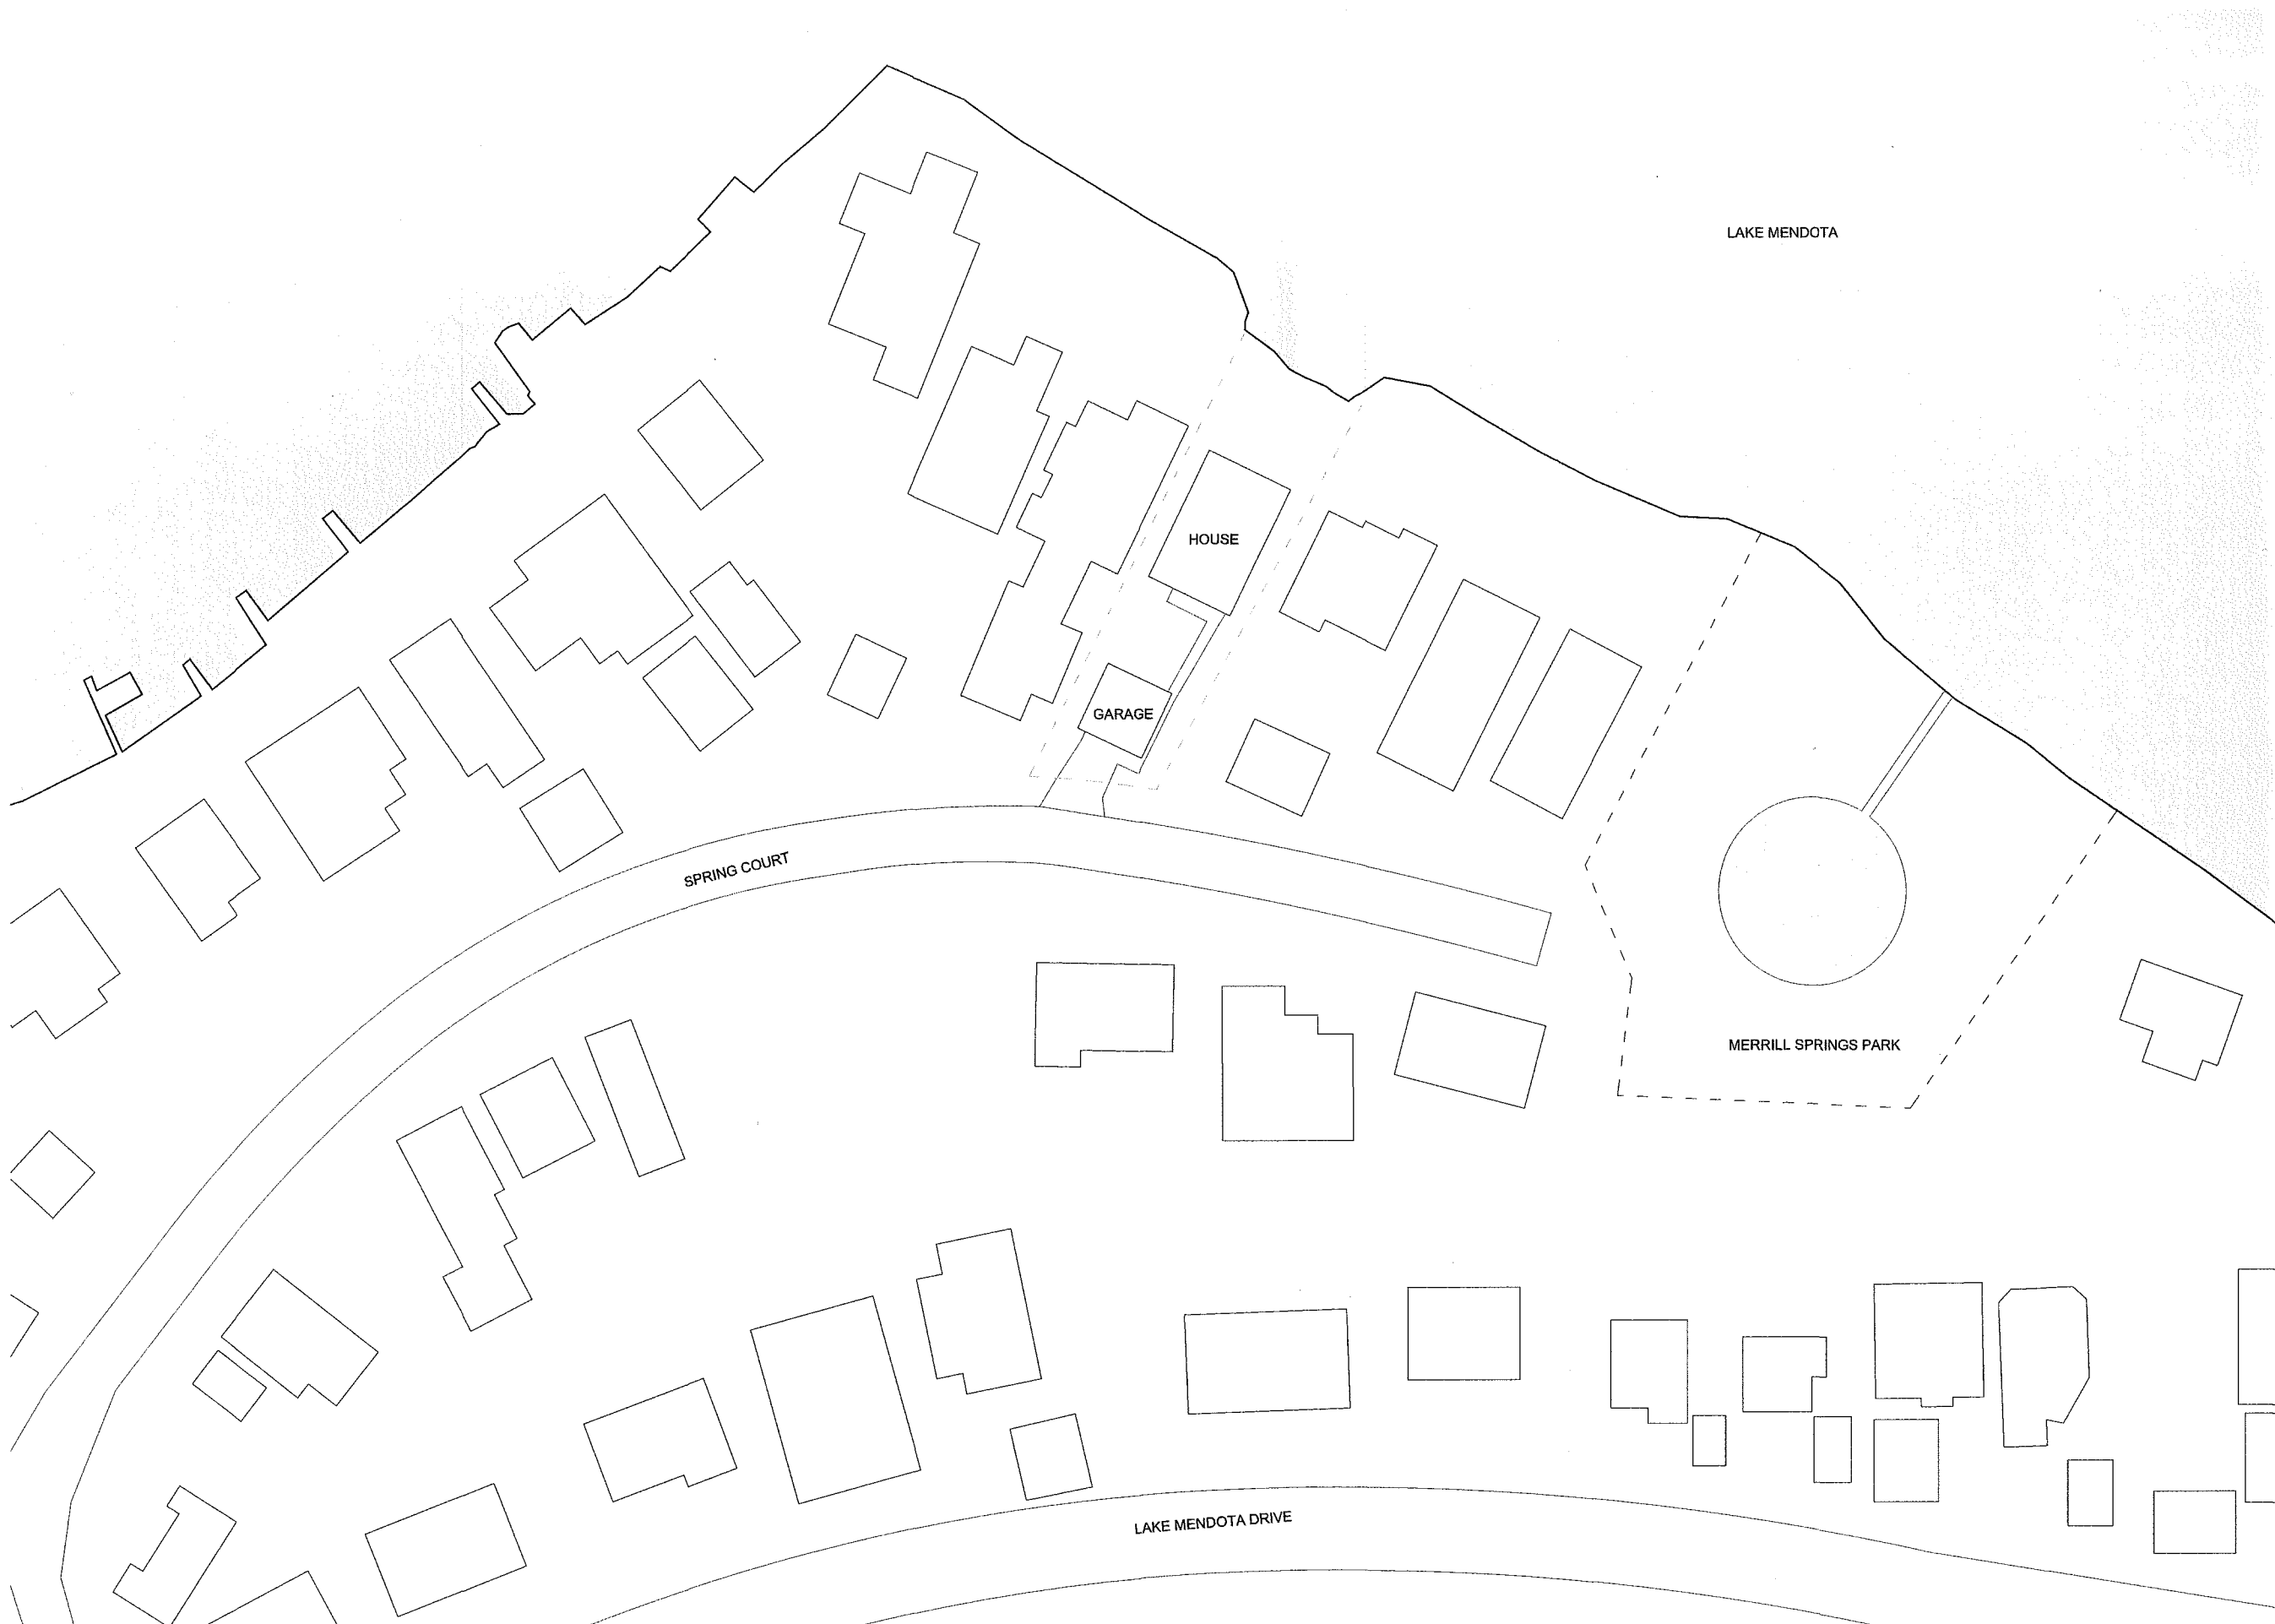 LAKE MENDOTA
HOUSE
GARAGE
SPRING COURT
MERRILL SPRINGS PARK
LAKE MENDOTA DRIVE